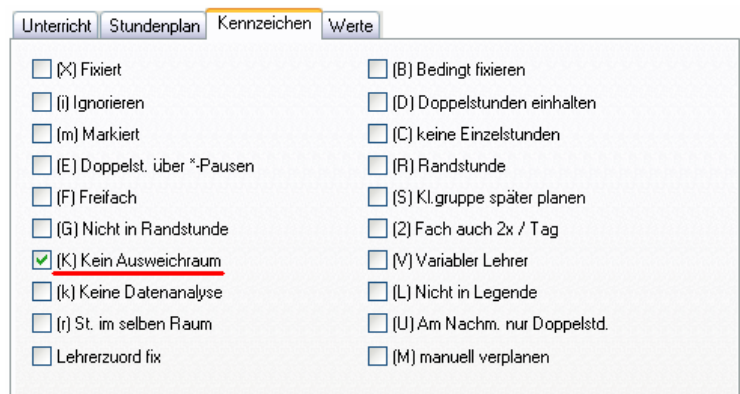 Unterricht Stundenplan Kennzeichen Werte
(X) Fixiert
(i) Ignorieren
(m) Markiert
(E) Doppelst. über *-Pausen
(F) Freifach
(G) Nicht in Randstunde
(K) Kein Ausweichraum
(k) Keine Datenanalyse
(r) St. im selben Raum
Lehrerzuord fix
(B) Bedingt fixieren
(D) Doppelstunden einhalten
(C) keine Einzelstunden
(R) Randstunde
(S) Kl.gruppe später planen
(2) Fach auch 2x / Tag
(V) Variabler Lehrer
(L) Nicht in Legende
(U) Am Nachm. nur Doppelstd.
(M) manuell verplanen